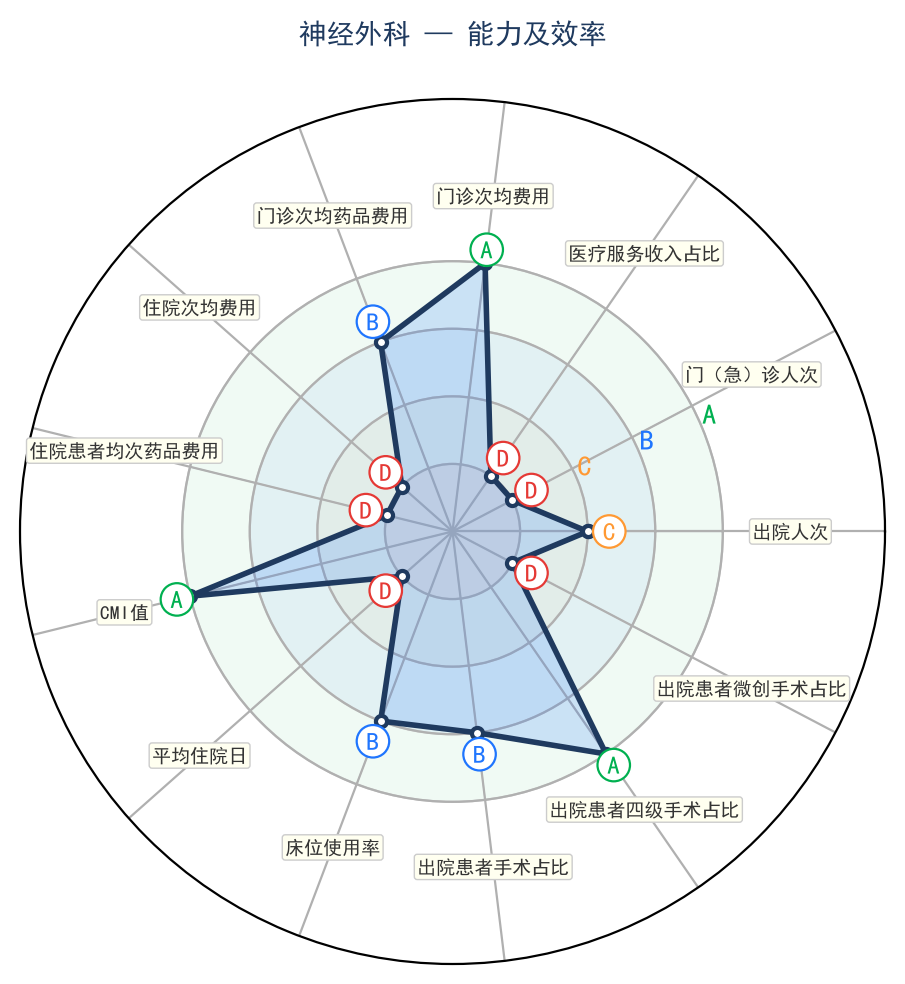 神经外科 — 能力及效率
门诊次均费用
门诊次均药品费用
A
医疗服务收入占比
住院次均费用
B
门（急）诊人次
A
B
住院患者均次药品费用
D
D
C
D
D
出院人次
C
D
CMI值
A
D
出院患者微创手术占比
B
B
平均住院日
A
出院患者四级手术占比
床位使用率
出院患者手术占比